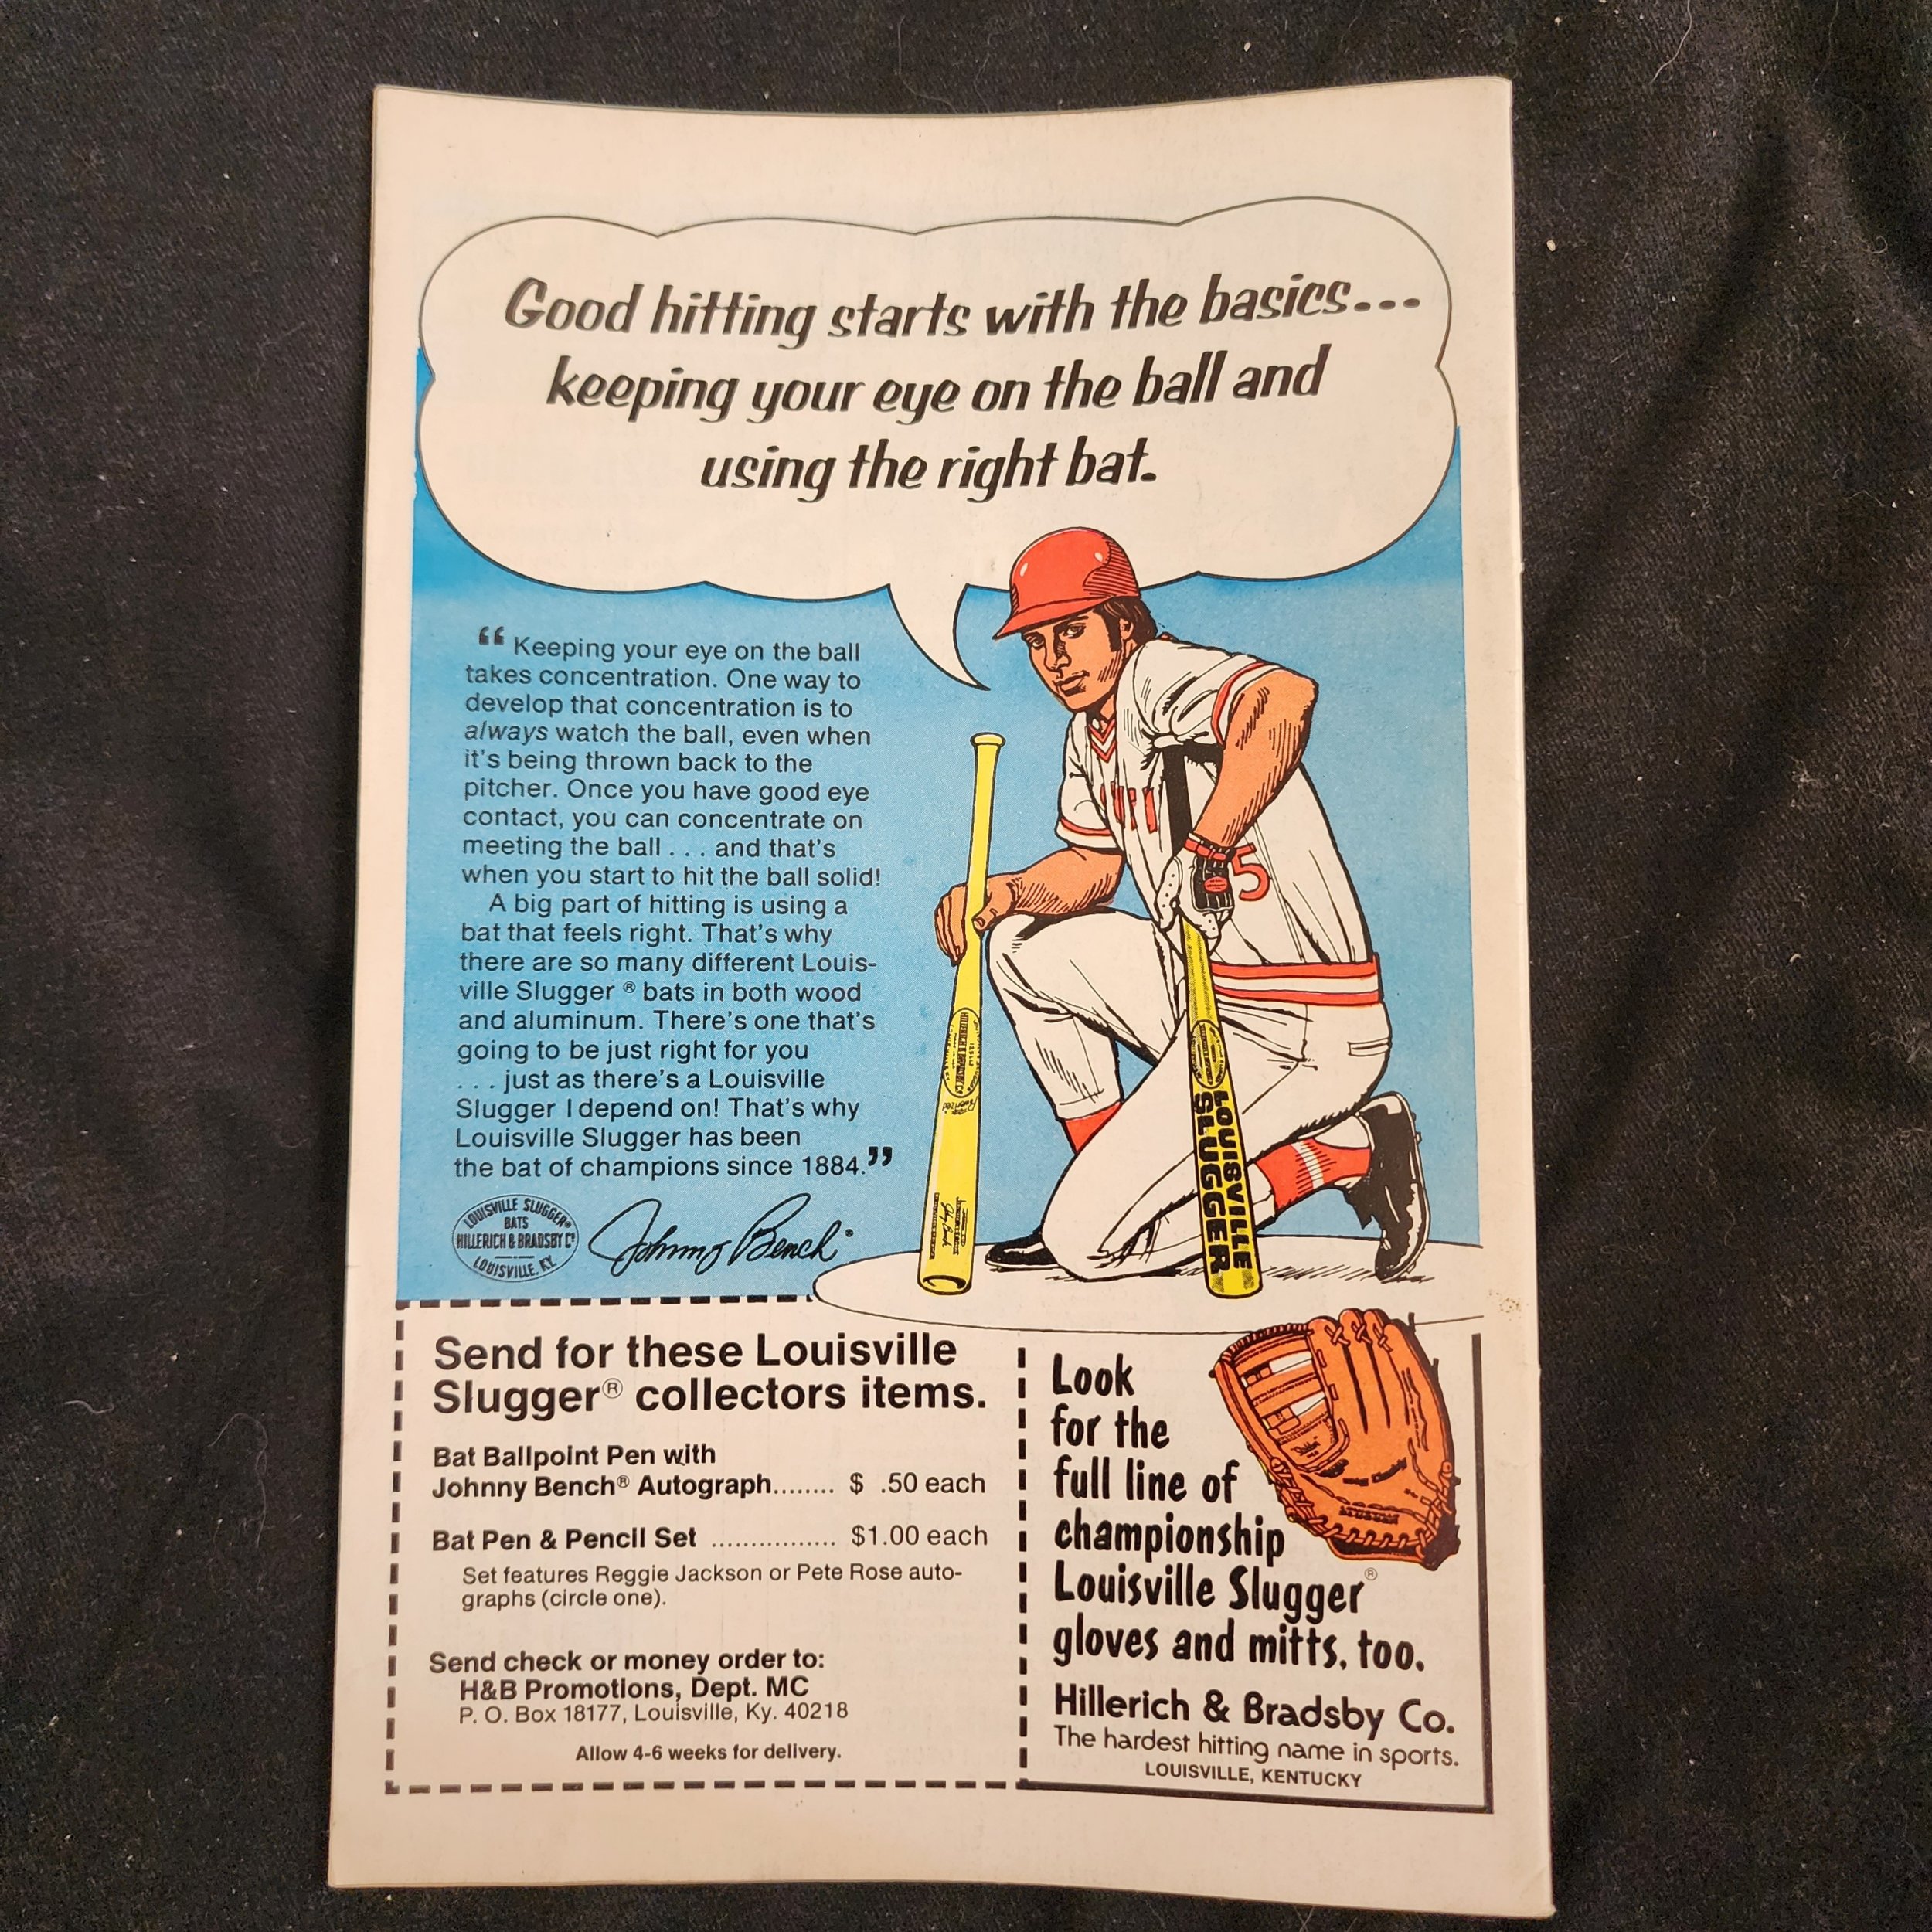 Good hitting starts with the basics...
keeping your eye on the ball and
using the right bat.
“ Keeping your eye on the ball
takes concentration. One way to
develop that concentration is to
always watch the ball, even when
it's being thrown back to the
pitcher. Once you have good eye
contact, you can concentrate on
meeting the ball . . . and that's
when you start to hit the ball solid!
A big part of hitting is using a
bat that feels right. That's why
there are so many different Louis-
ville Slugger ® bats in both wood
and aluminum. There's one that's
going to be just right for you
. . . just as there's a Louisville
Slugger I depend on! That's why
Louisville Slugger has been
the bat of champions since 1884.”
LOUISVILLE SLUGGER®
BATS
HILLERICH & BRADSBY Cº
LOUISVILLE, KY.
Johnny Bench®
5
LOUISVILLE
SLUGGER
Send for these Louisville
Slugger® collectors items.
Bat Ballpoint Pen with
Johnny Bench® Autograph........ $ .50 each
Bat Pen & Pencil Set ................ $1.00 each
Set features Reggie Jackson or Pete Rose auto-
graphs (circle one).
Send check or money order to:
H&B Promotions, Dept. MC
P. O. Box 18177, Louisville, Ky. 40218
Allow 4-6 weeks for delivery.
Look
for the
full line of
championship
Louisville Slugger®
gloves and mitts, too.
Hillerich & Bradsby Co.
The hardest hitting name in sports.
LOUISVILLE, KENTUCKY